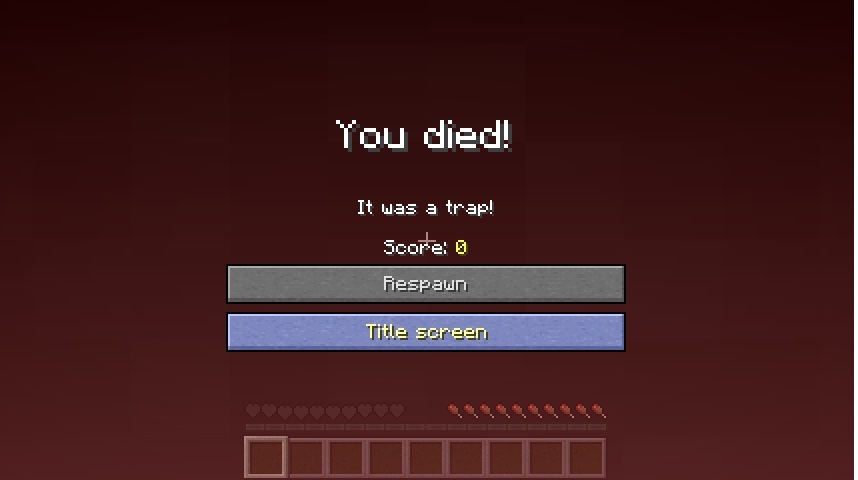 You died!
It was a trap!
Score: 0
Respawn
Title screen